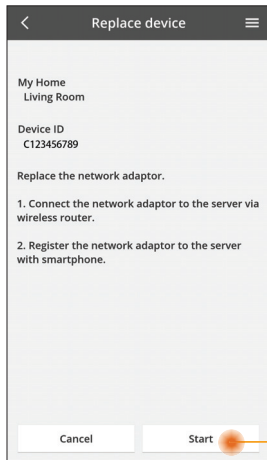 Replace device
My Home
Living Room
Device ID
C123456789
Replace the network adaptor.
1. Connect the network adaptor to the server via
wireless router.
2. Register the network adaptor to the server
with smartphone.
Cancel Start